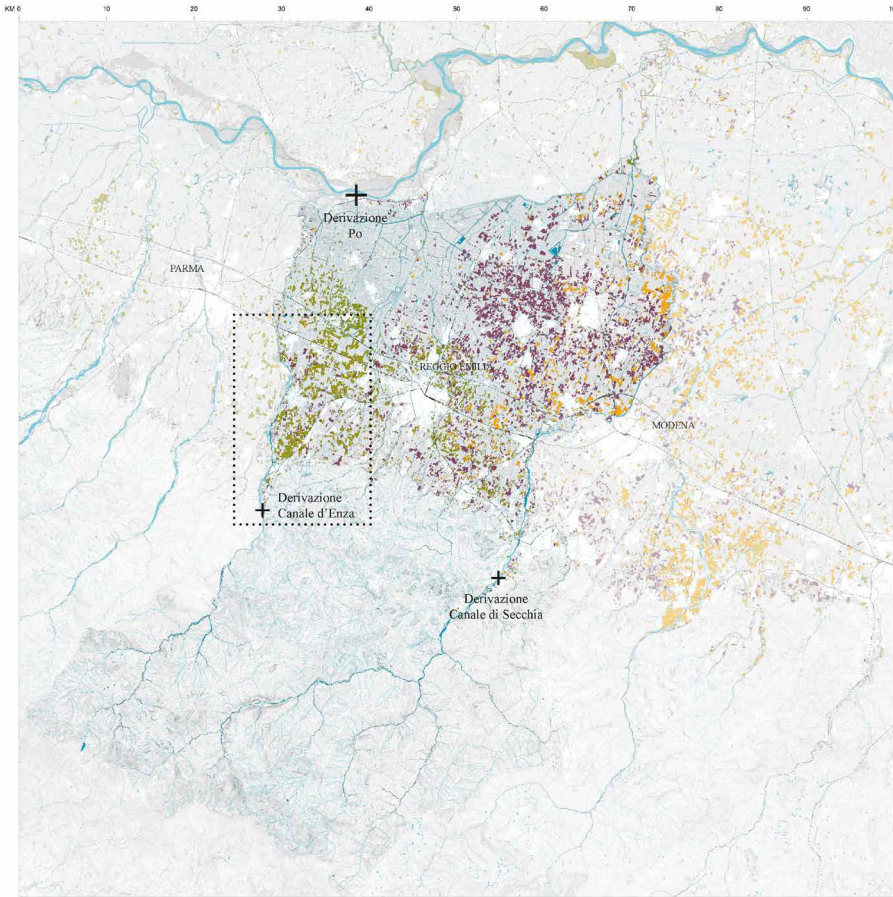 KM 0 10 20 30 40 50 60 70 80 90
Derivazione
Po
PARMA
REGGIO EMILIA
MODENA
Derivazione
Canale d'Enza
Derivazione
Canale di Secchia